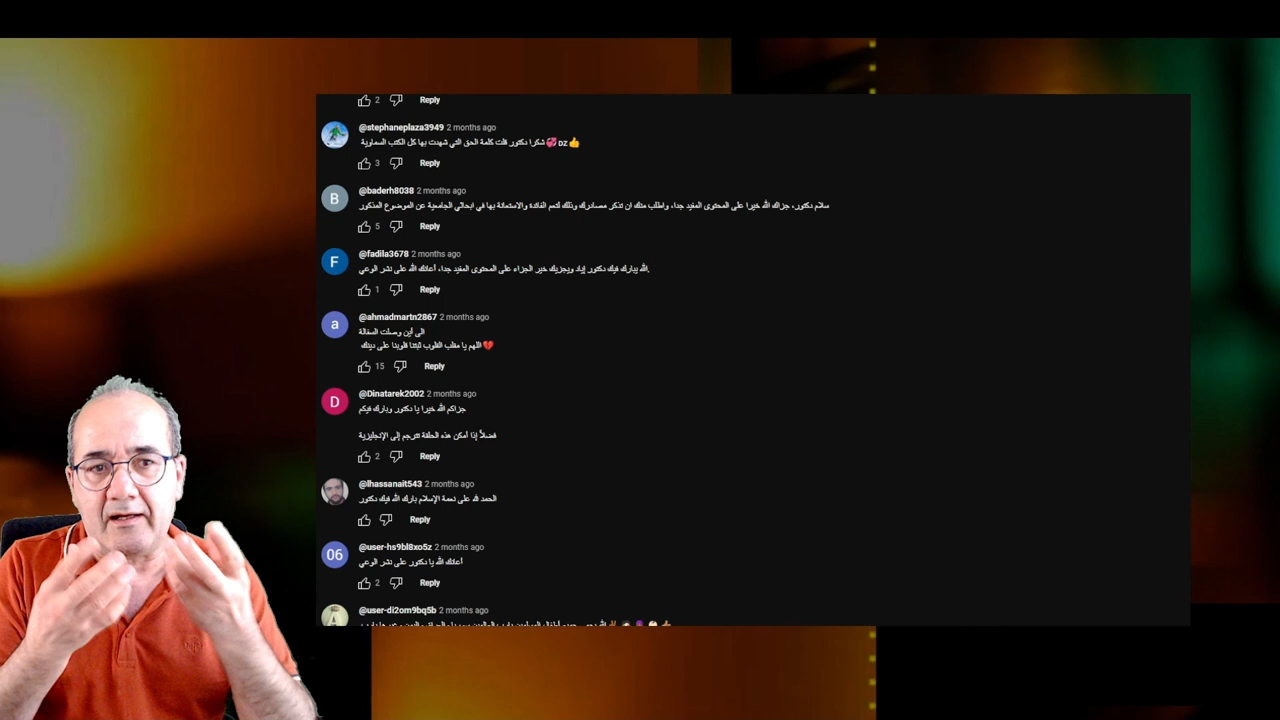 2 Reply
@stephaneplaza3949 2 months ago
شكرا دكتور قلت كلمة الحق التي شهدت بها كل الكتب السماوية 💞 DZ 👍
3 Reply
B
@baderh8038 2 months ago
سلام دكتور، جزاك الله خيرا على المحتوى المفيد جدا، واطلب منك ان تذكر مصادرك وذلك لتعم الفائدة والاستعانة بها في ابحاثي الجامعية عن الموضوع المذكور
5 Reply
F
@fadila3678 2 months ago
الله يبارك فيك دكتور إياد ويجزيك خير الجزاء على المحتوى المفيد جدا، أعانك الله على نشر الوعي.
1 Reply
a
@ahmadmartn2867 2 months ago
الى أين وصلت السفالة
اللهم يا مقلب القلوب ثبتنا قلوبنا على دينك 💔
15 Reply
D
@Dinatarek2002 2 months ago
جزاكم الله خيرا يا دكتور وبارك فيكم
فضلاً إذا أمكن هذه الحلقة تترجم إلى الإنجليزية
2 Reply
@lhassanait543 2 months ago
الحمد لله على نعمة الإسلام بارك الله فيك دكتور
Reply
06
@user-hs9bl8xo5z 2 months ago
أعانك الله يا دكتور على نشر الوعي
2 Reply
@user-di2om9bq5b 2 months ago